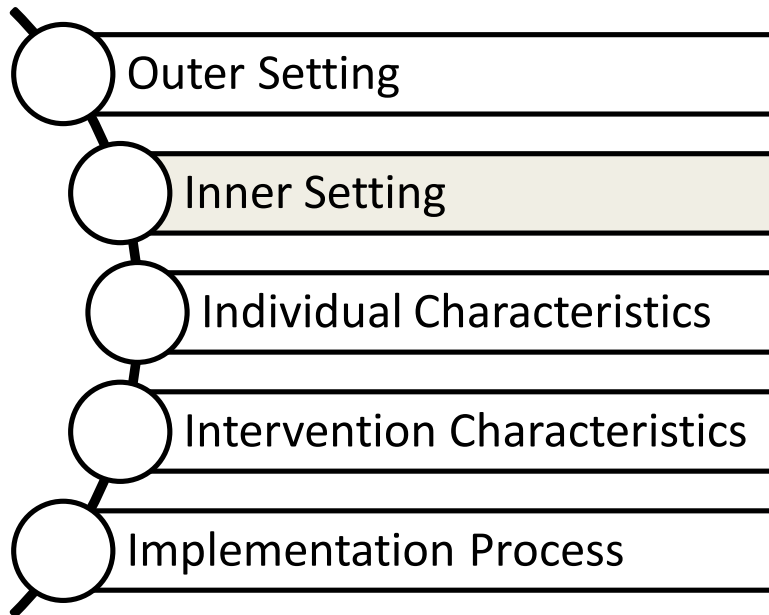 Outer Setting
Inner Setting
Individual Characteristics
Intervention Characteristics
Implementation Process